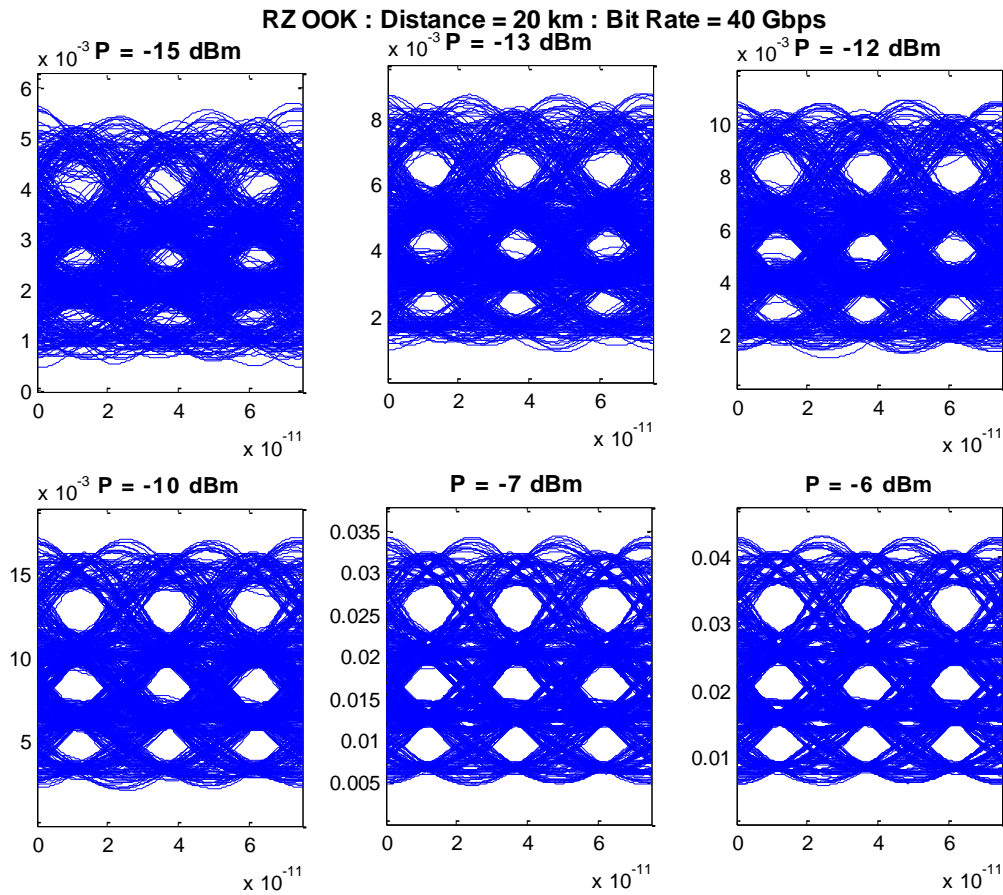 RZ OOK : Distance = 20 km : Bit Rate = 40 Gbps
x 10-3 P = -15 dBm
6
5
4
3
2
1
0
0 2 4 6
x 10-11
x 10-3 P = -13 dBm
8
6
4
2
0 2 4 6
x 10-11
x 10-3 P = -12 dBm
10
8
6
4
2
0 2 4 6
x 10-11
x 10-3 P = -10 dBm
15
10
5
0 2 4 6
x 10-11
P = -7 dBm
0.035
0.03
0.025
0.02
0.015
0.01
0.005
0 2 4 6
x 10-11
P = -6 dBm
0.04
0.03
0.02
0.01
0 2 4 6
x 10-11